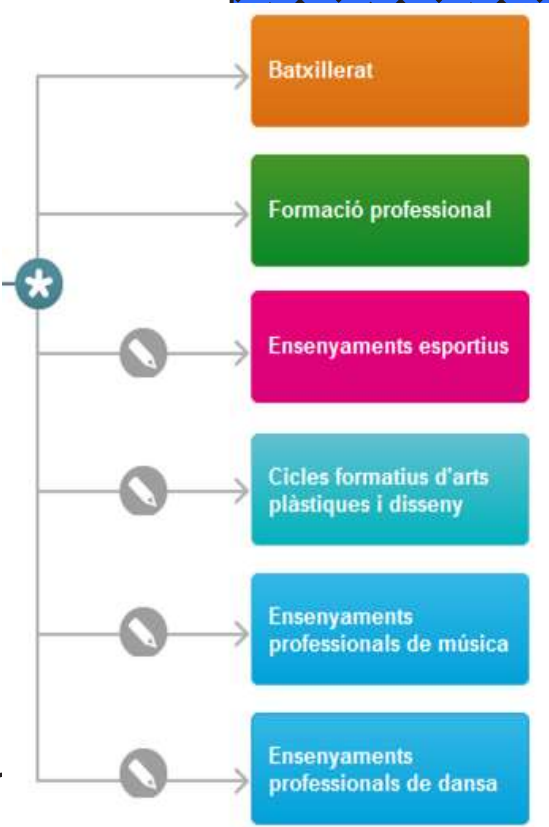 Batxillerat
Formació professional
Ensenyaments esportius
Cicles formatius d'arts
plàstiques i disseny
Ensenyaments
professionals de música
Ensenyaments
professionals de dansa